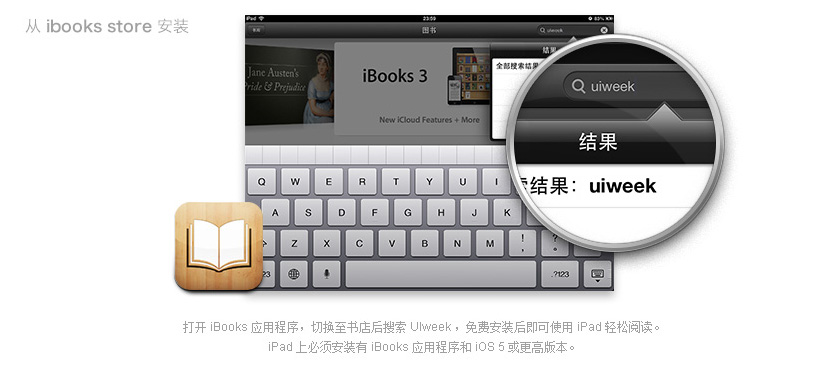 从 ibooks store 安装
iPad
23:59
83%
图书
uiweek
结果
全部搜索结果
Jane Austen's
Pride & Prejudice
iBooks 3
New iCloud Features + More
uiweek
结果
索结果：uiweek
Q W E R T Y U I
A S D F G H J K
Z X C V B N M ! , ? .
.?123
打开 iBooks 应用程序，切换至书店后搜索 UIweek ，免费安装后即可使用 iPad 轻松阅读。
iPad 上必须安装有 iBooks 应用程序和 iOS 5 或更高版本。